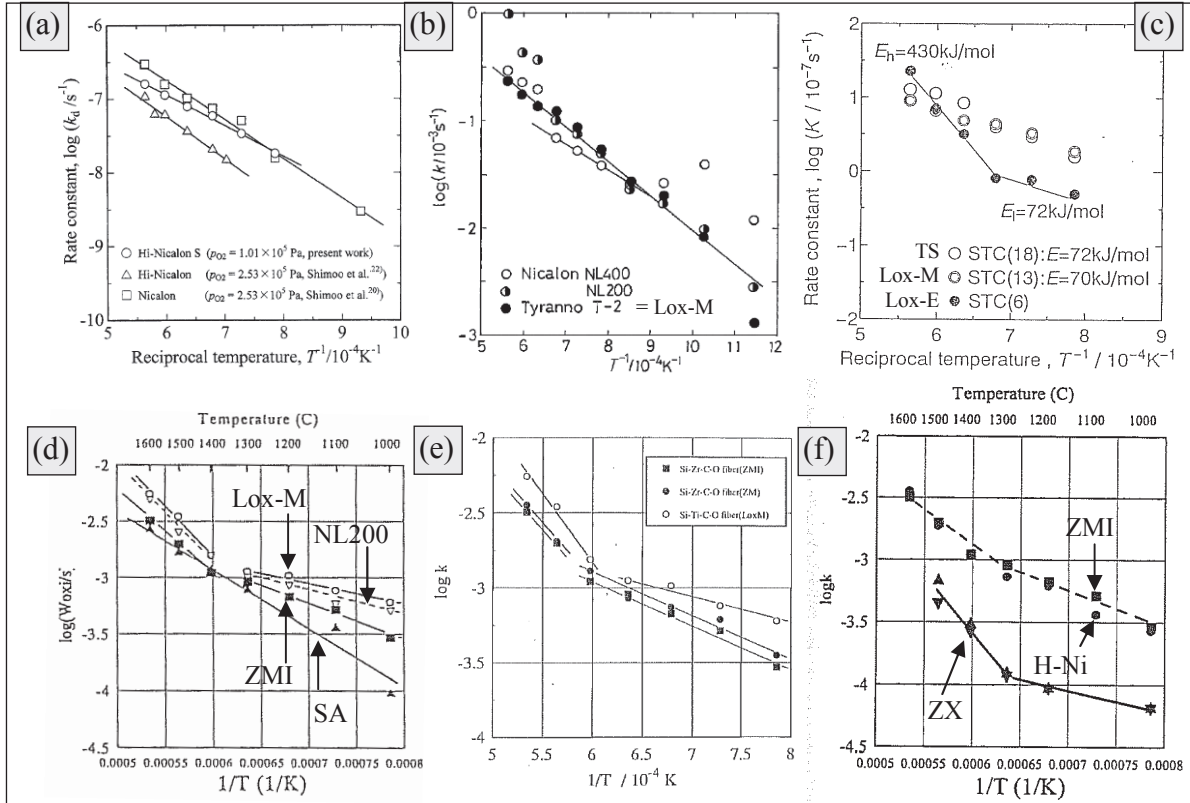 (a)
-6
-7
-8
-9
-10
Rate constant, log (kd /s⁻¹)
○ Hi-Nicalon S (pO2 = 1.01×10⁵ Pa, present work)
△ Hi-Nicalon (pO2 = 2.53×10⁵ Pa, Shimoo et al.²²⁾)
□ Nicalon (pO2 = 2.53×10⁵ Pa, Shimoo et al.²⁰⁾)
5 6 7 8 9 10
Reciprocal temperature, T⁻¹/10⁻⁴K⁻¹
(b)
0
-1
-2
-3
log(k/10⁻³s⁻¹)
○ Nicalon NL400
◑ NL200
● Tyranno T-2 = Lox-M
5 6 7 8 9 10 11 12
T⁻¹/10⁻⁴K⁻¹
(c)
2
1
0
1
2
Rate constant, log (K / 10⁻⁷s⁻¹)
Eh=430kJ/mol
El=72kJ/mol
TS ○ STC(18):E=72kJ/mol
Lox-M ◎ STC(13):E=70kJ/mol
Lox-E ● STC(6)
5 6 7 8 9
Reciprocal temperature, T⁻¹ / 10⁻⁴K⁻¹
(d)
Temperature (C)
1600 1500 1400 1300 1200 1100 1000
-2
-2.5
-3
-3.5
-4
-4.5
log(Woxi/s)
Lox-M
NL200
ZMI
SA
0.0005 0.00055 0.0006 0.00065 0.0007 0.00075 0.0008
1/T (1/K)
(e)
-2
-2.5
-3
-3.5
-4
log k
Si-Zr-C-O fiber(ZMI)
Si-Zr-C-O fiber(ZM)
Si-Ti-C-O fiber(LoxM)
5 5.5 6 6.5 7 7.5 8
1/T / 10⁻⁴ K
(f)
Temperature (C)
1600 1500 1400 1300 1200 1100 1000
-2
-2.5
-3
-3.5
-4
-4.5
logk
ZMI
H-Ni
ZX
0.0005 0.00055 0.0006 0.00065 0.0007 0.00075 0.0008
1/T (1/K)